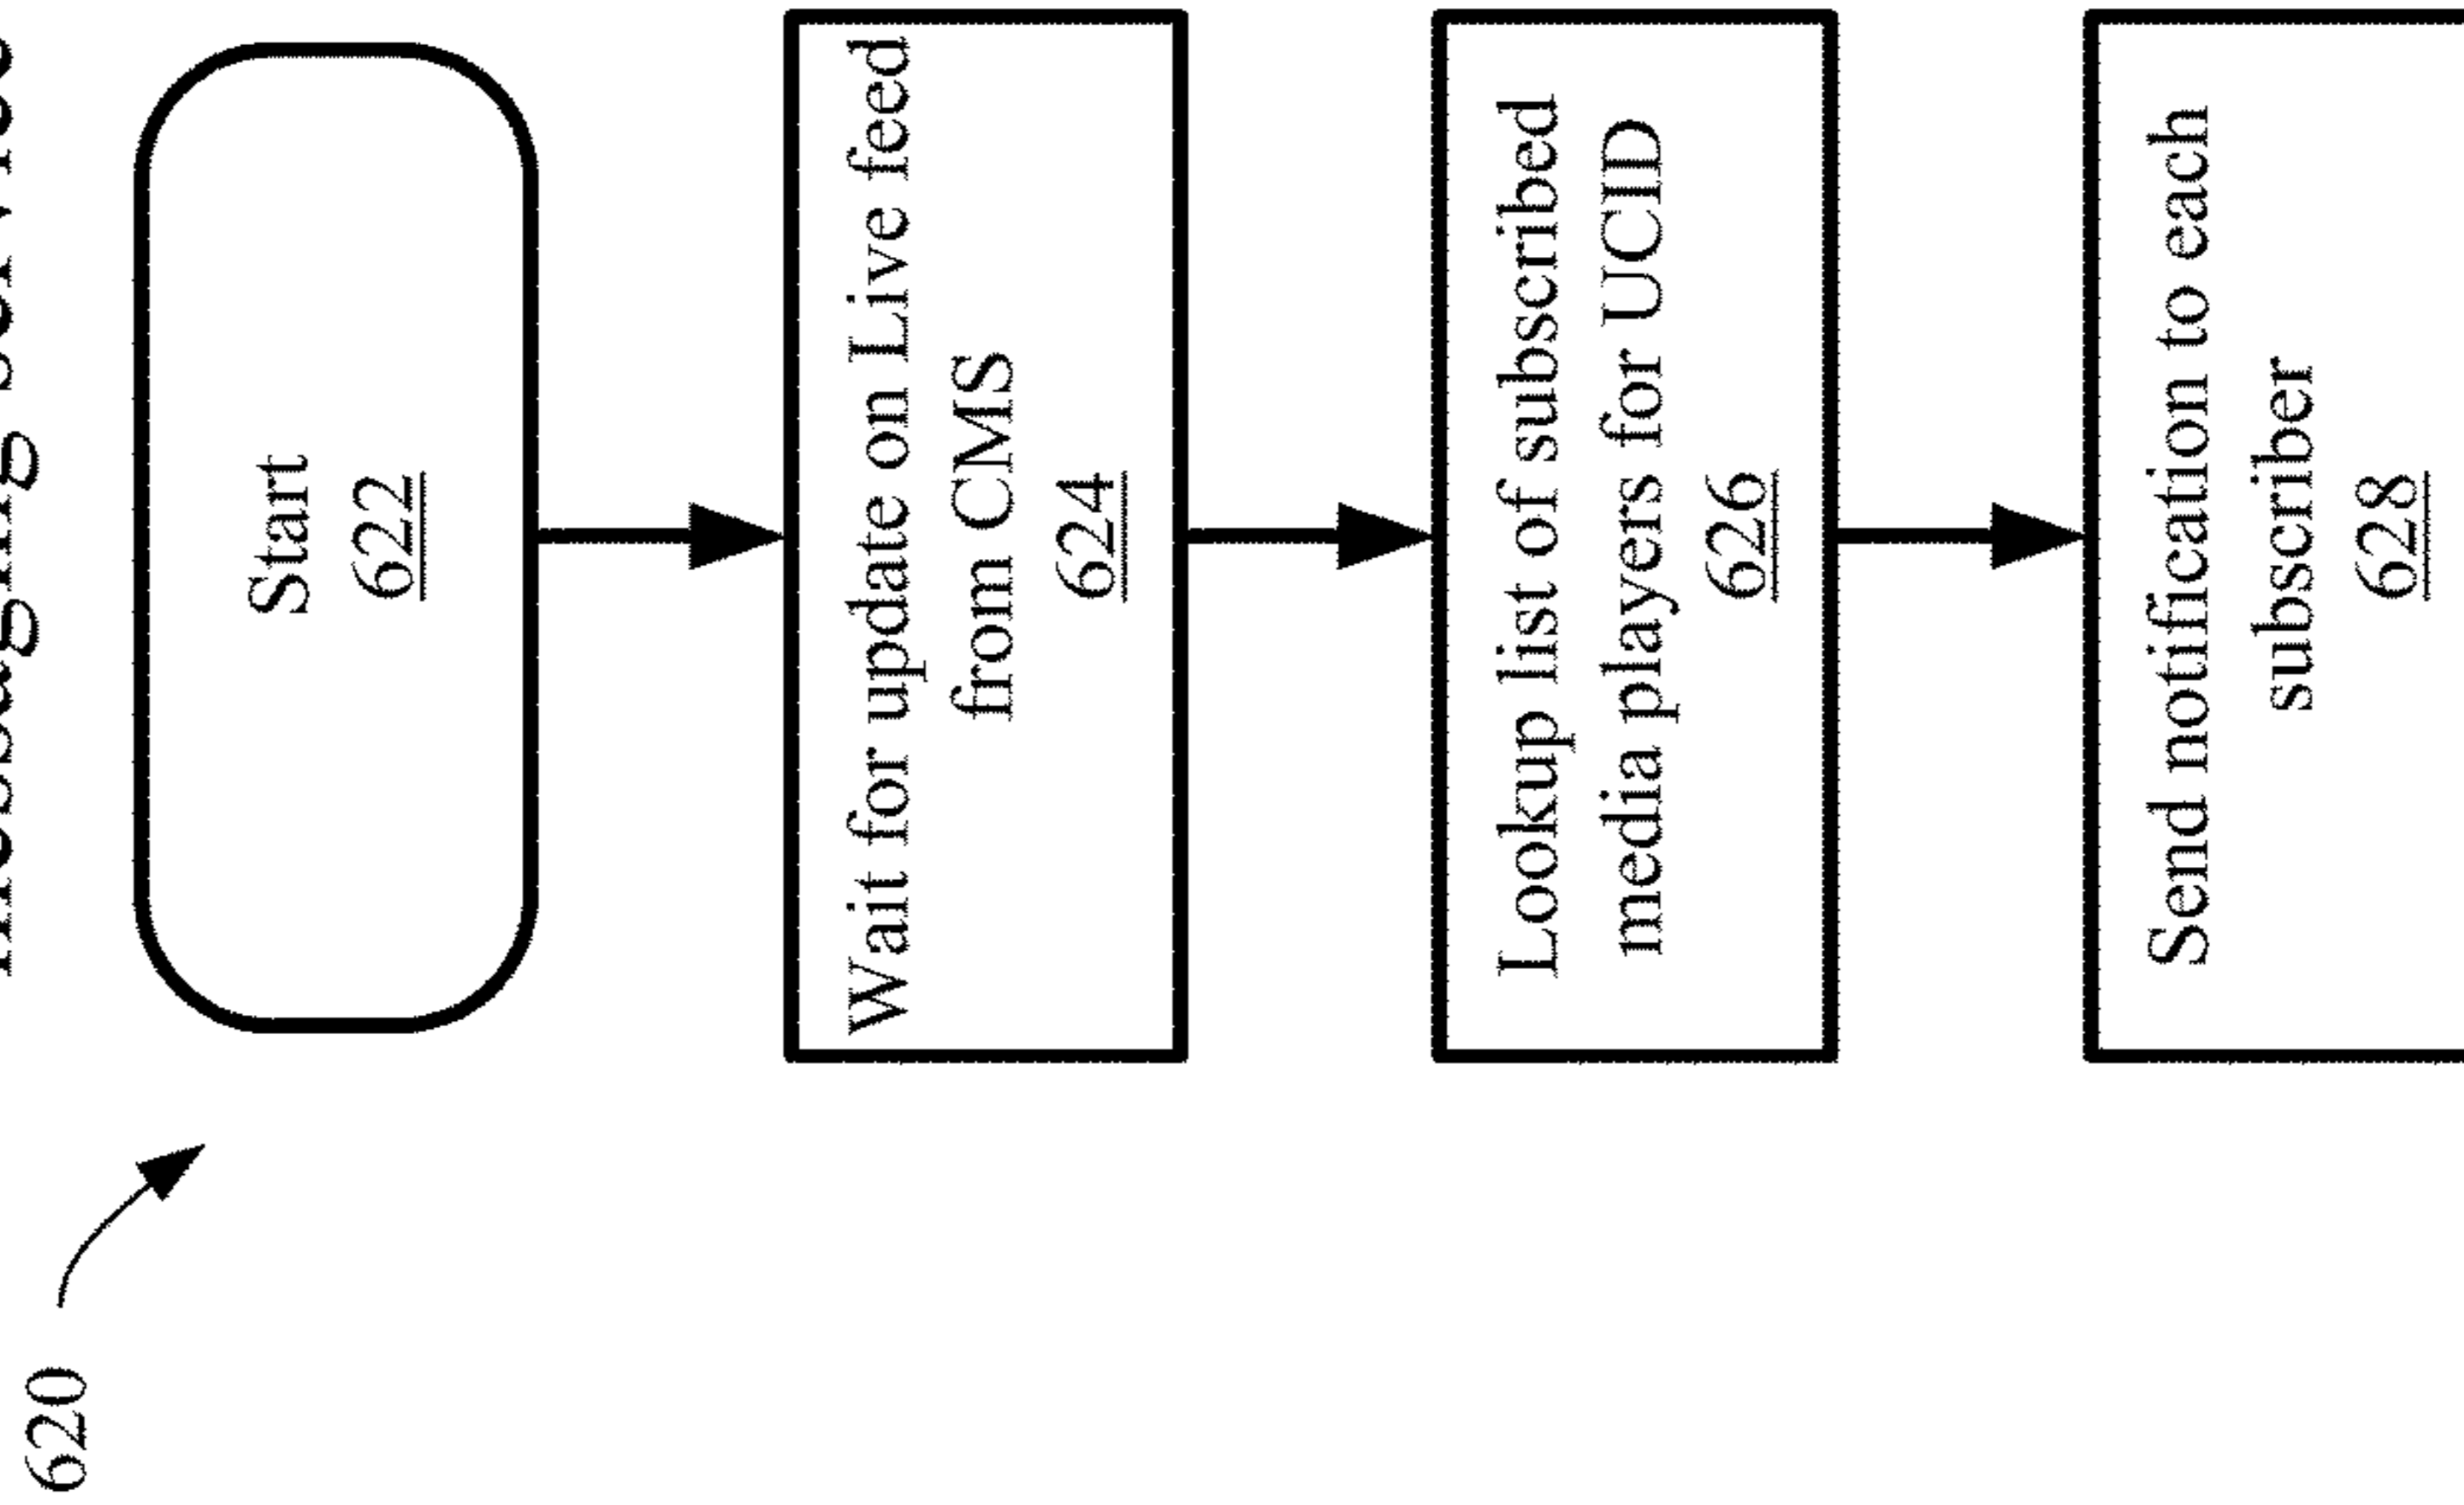 620
Start
622
Wait for update on Live feed
from CMS
624
Lookup list of subscribed
media players for UCID
626
Send notification to each
subscriber
628